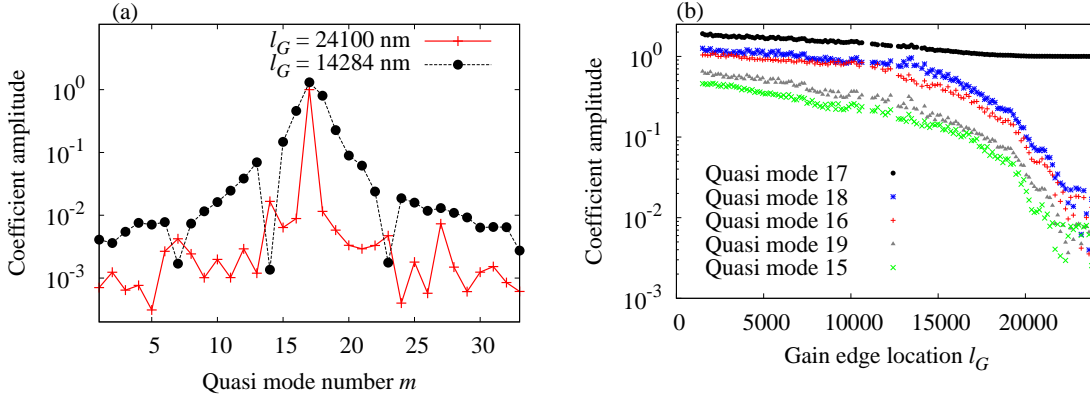 (a)
l_G = 24100 nm
l_G = 14284 nm
Coefficient amplitude
10^0
10^-1
10^-2
10^-3
5 10 15 20 25 30
Quasi mode number m
(b)
Quasi mode 17
Quasi mode 18
Quasi mode 16
Quasi mode 19
Quasi mode 15
Coefficient amplitude
10^0
10^-1
10^-2
10^-3
0 5000 10000 15000 20000
Gain edge location l_G